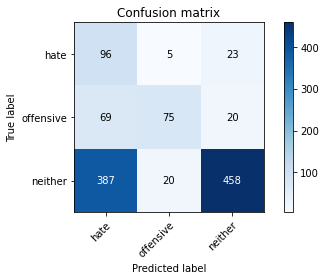 Confusion matrix
hate 96 5 23
offensive 69 75 20
neither 387 20 458
hate offensive neither
Predicted label
True label
400
300
200
100